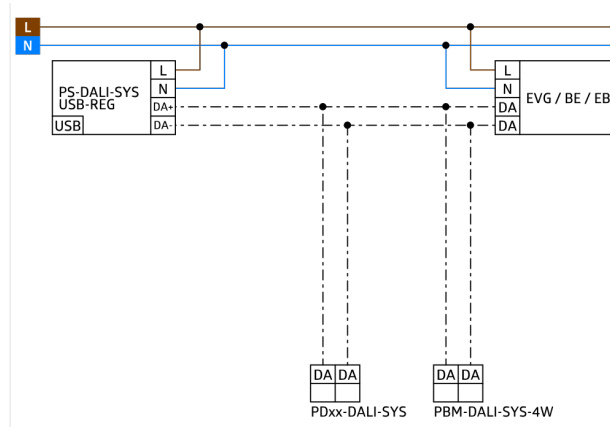 L
N
PS-DALI-SYS
USB-REG
USB
L
N
DA+
DA-
L
N
DA
DA
EVG / BE / EB
DA DA
PDxx-DALI-SYS
DA DA
PBM-DALI-SYS-4W